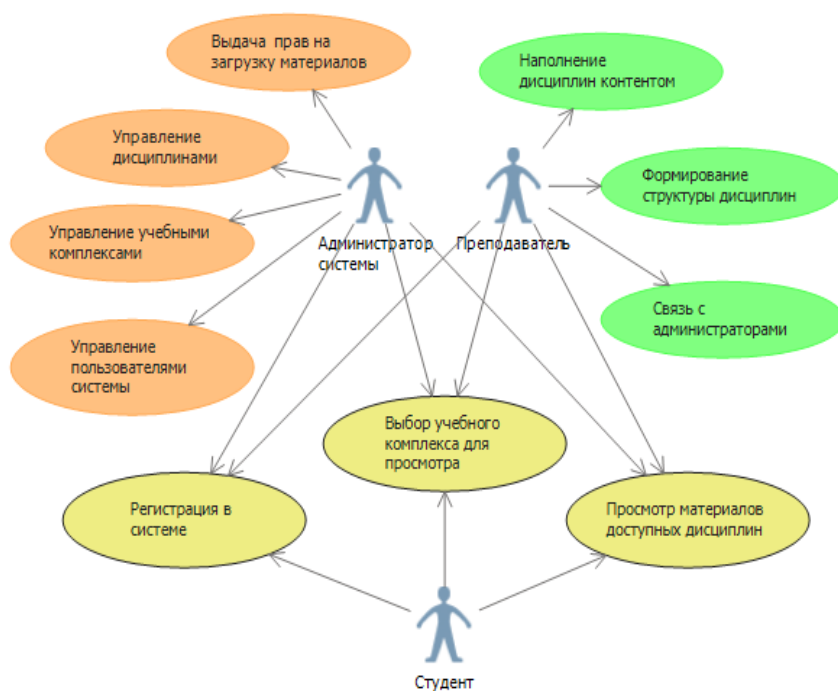 Выдача прав на
загрузку материалов
Наполнение
дисциплин контентом
Управление
дисциплинами
Формирование
структуры дисциплин
Управление учебными
комплексами
Администратор
системы
Преподаватель
Связь с
администраторами
Управление
пользователями
системы
Выбор учебного
комплекса для
просмотра
Регистрация в
системе
Просмотр материалов
доступных дисциплин
Студент